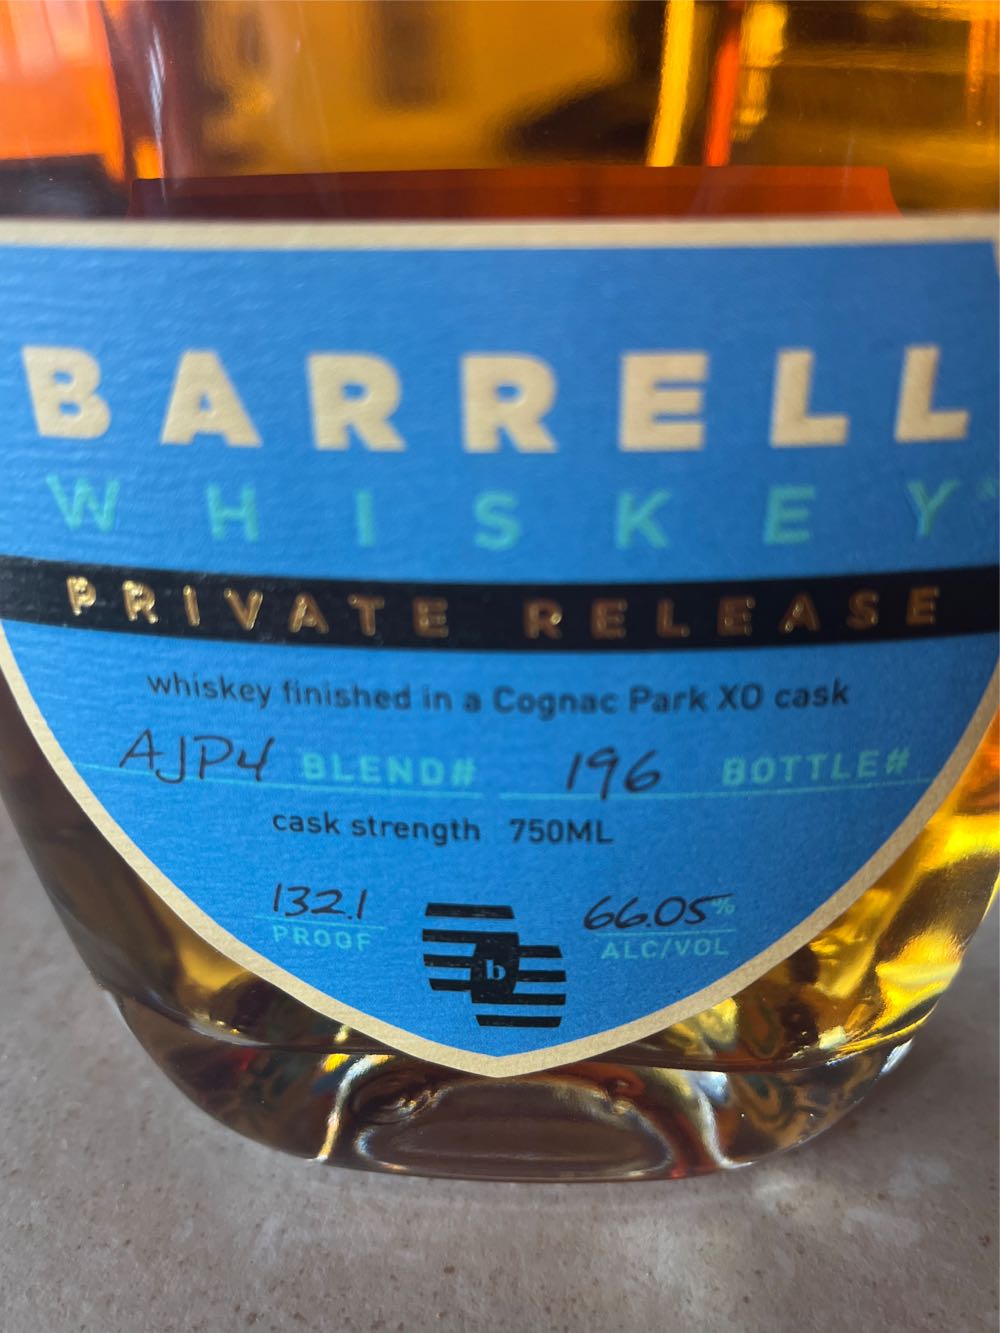 BARRELL
WHISKEY®
PRIVATE RELEASE
whiskey finished in a Cognac Park XO cask
AJP4 BLEND# 196 BOTTLE#
cask strength 750ML
132.1 66.05%
PROOF ALC/VOL
b